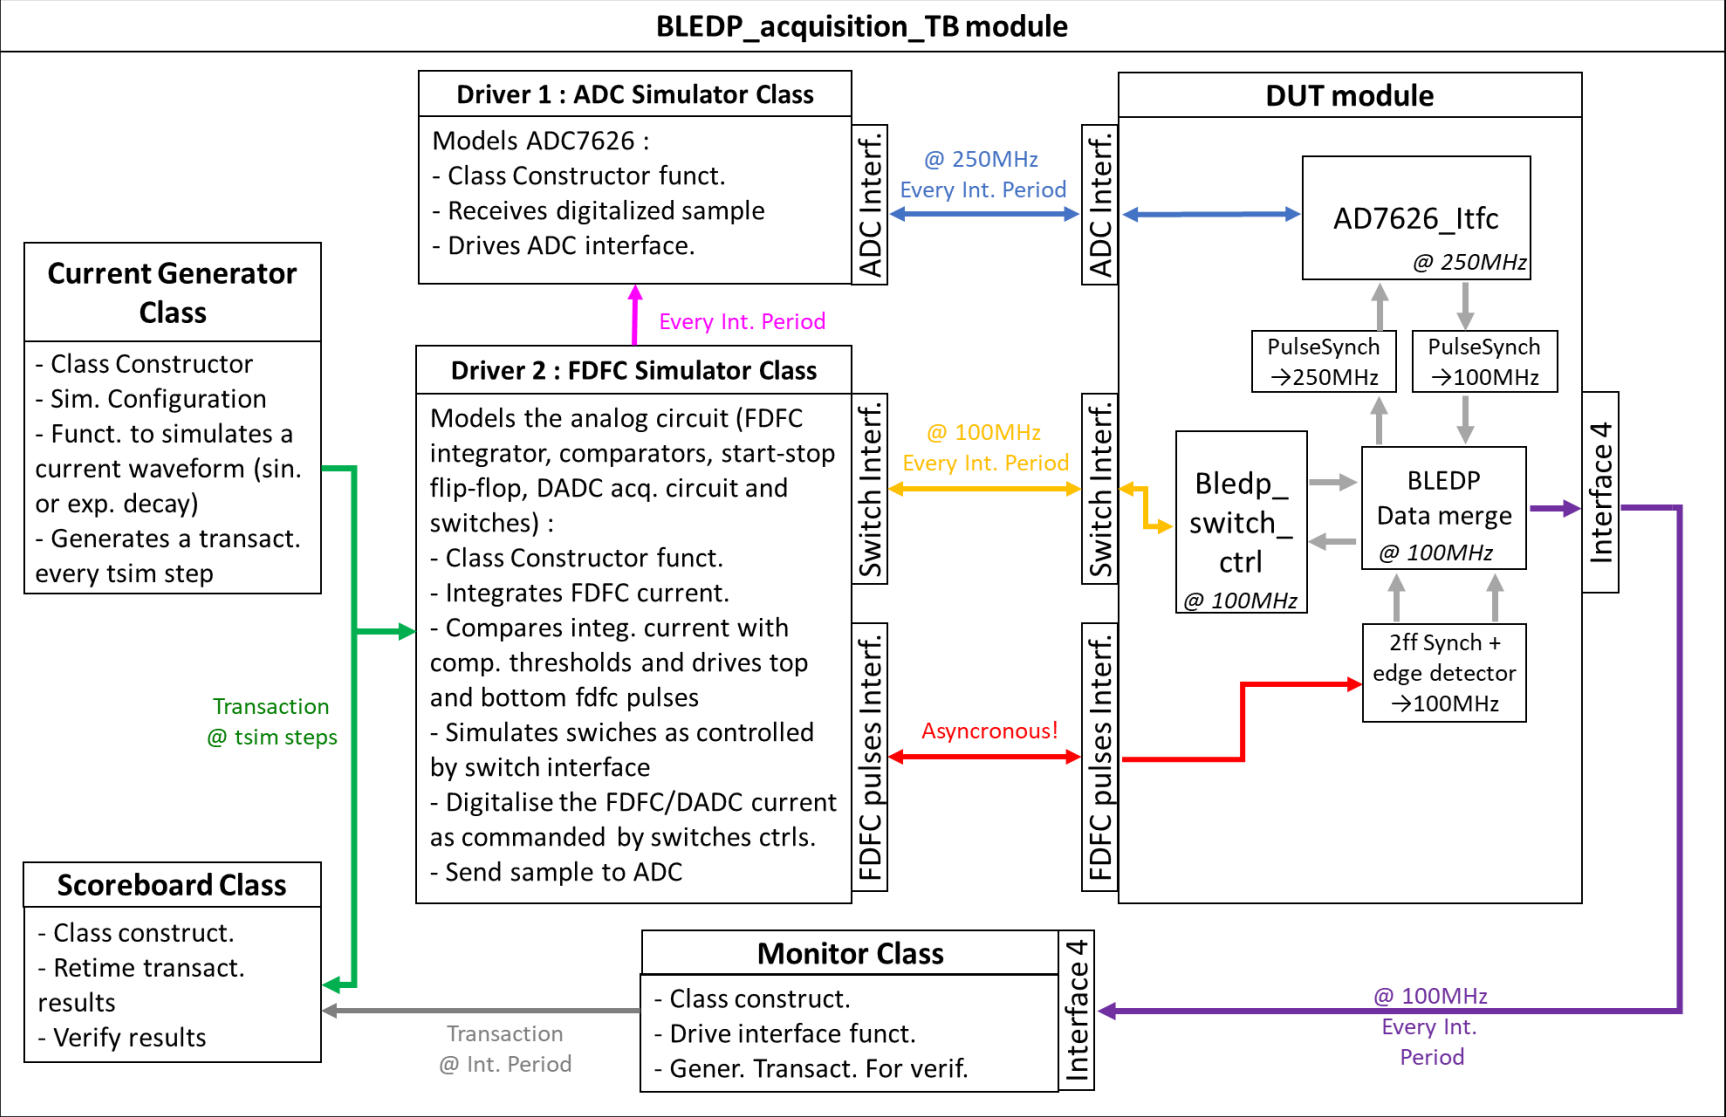 BLEDP_acquisition_TB module
Driver 1 : ADC Simulator Class
Models ADC7626 :
- Class Constructor funct.
- Receives digitalized sample
- Drives ADC interface.
ADC Interf.
@ 250MHz
Every Int. Period
ADC Interf.
DUT module
AD7626_Itfc
@ 250MHz
PulseSynch
→250MHz
PulseSynch
→100MHz
Bledp_
switch_
ctrl
@ 100MHz
BLEDP
Data merge
@ 100MHz
2ff Synch +
edge detector
→100MHz
Interface 4
Current Generator
Class
- Class Constructor
- Sim. Configuration
- Funct. to simulates a
current waveform (sin.
or exp. decay)
- Generates a transact.
every tsim step
Every Int. Period
Driver 2 : FDFC Simulator Class
Models the analog circuit (FDFC
integrator, comparators, start-stop
flip-flop, DADC acq. circuit and
switches) :
- Class Constructor funct.
- Integrates FDFC current.
- Compares integ. current with
comp. thresholds and drives top
and bottom fdfc pulses
- Simulates swiches as controlled
by switch interface
- Digitalise the FDFC/DADC current
as commanded by switches ctrls.
- Send sample to ADC
Switch Interf.
@ 100MHz
Every Int. Period
Switch Interf.
FDFC pulses Interf.
Asyncronous!
FDFC pulses Interf.
Transaction
@ tsim steps
Scoreboard Class
- Class construct.
- Retime transact.
results
- Verify results
Transaction
@ Int. Period
Monitor Class
- Class construct.
- Drive interface funct.
- Gener. Transact. For verif.
Interface 4
@ 100MHz
Every Int.
Period